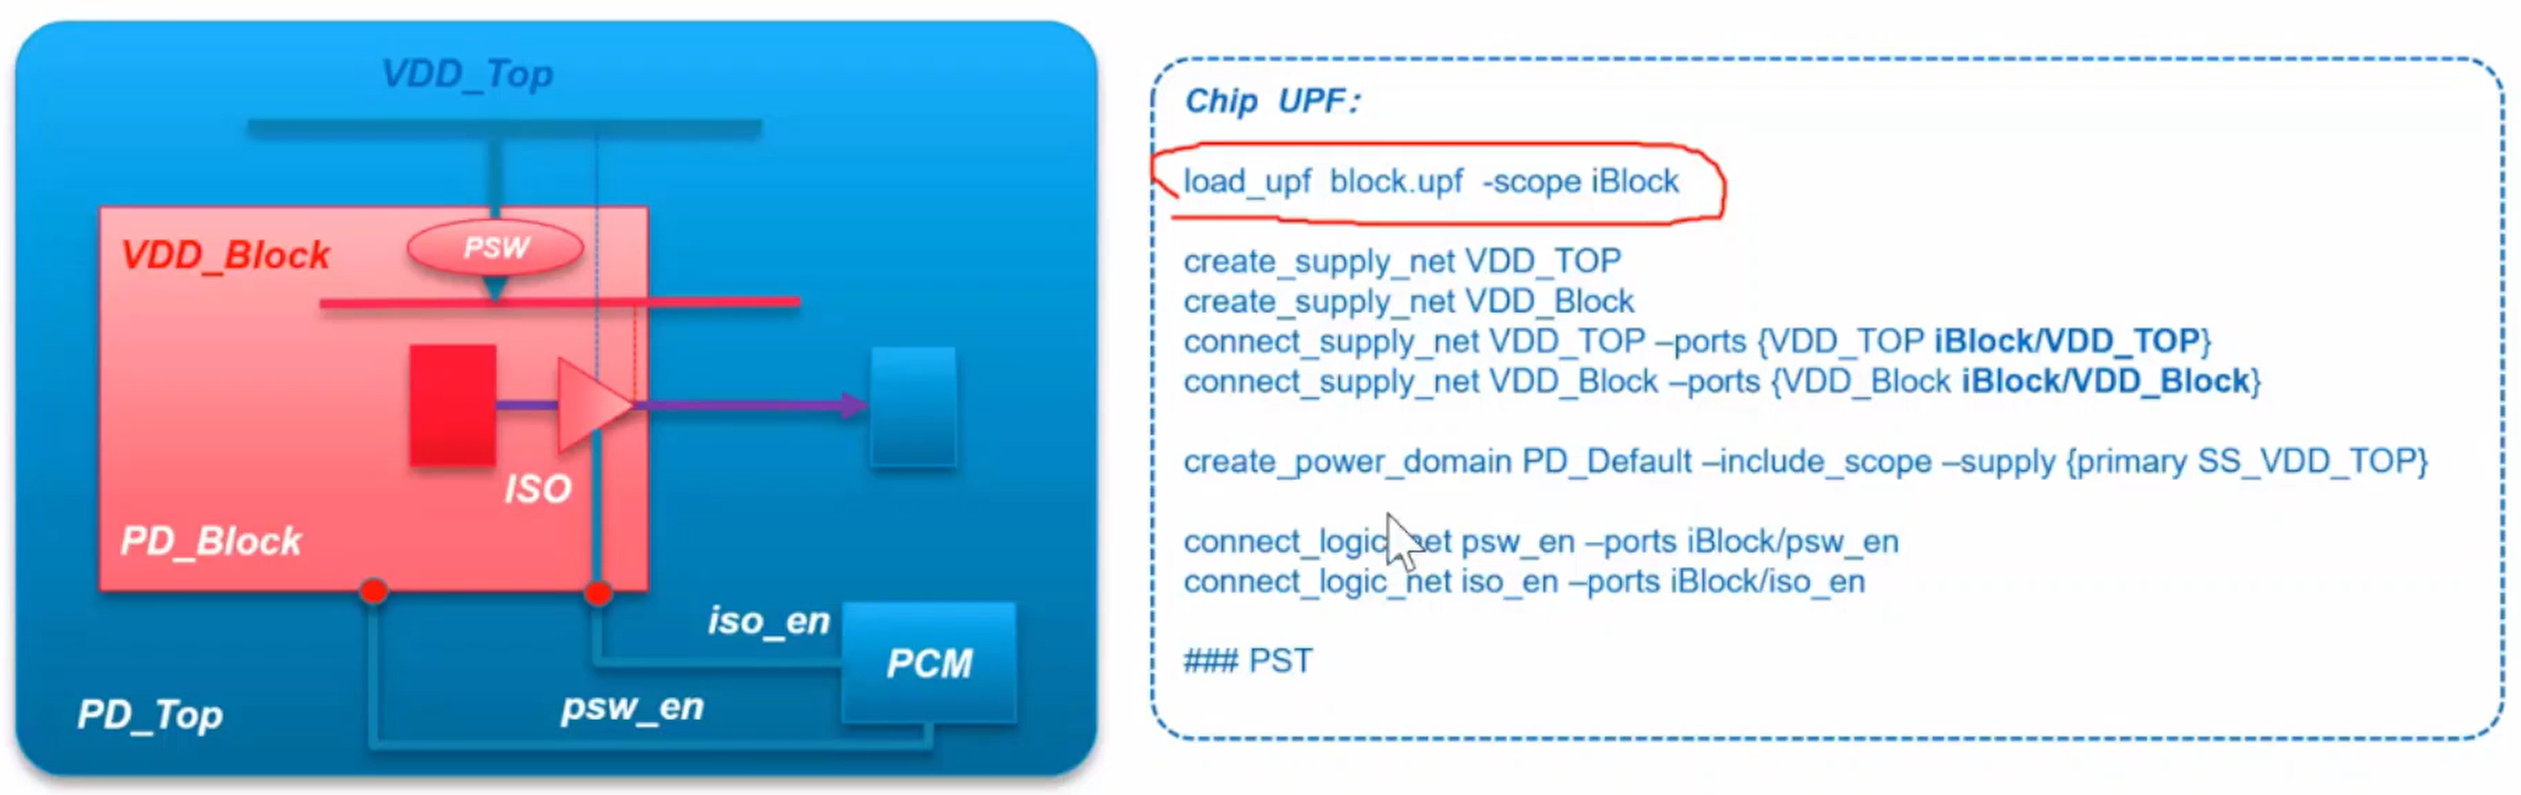 VDD_Top
VDD_Block
PSW
ISO
PD_Block
iso_en
PCM
psw_en
PD_Top
Chip UPF:
load_upf block.upf -scope iBlock
create_supply_net VDD_TOP
create_supply_net VDD_Block
connect_supply_net VDD_TOP –ports {VDD_TOP iBlock/VDD_TOP}
connect_supply_net VDD_Block –ports {VDD_Block iBlock/VDD_Block}
create_power_domain PD_Default –include_scope –supply {primary SS_VDD_TOP}
connect_logic_net psw_en –ports iBlock/psw_en
connect_logic_net iso_en –ports iBlock/iso_en
### PST